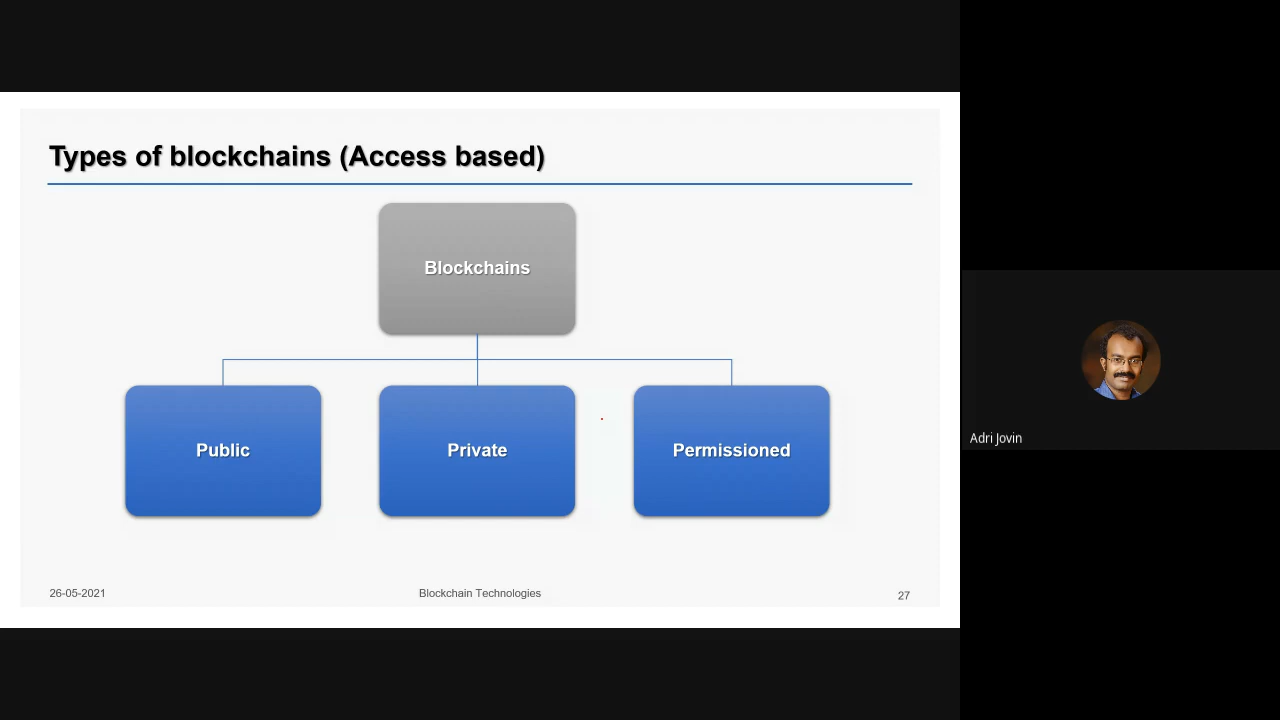 Types of blockchains (Access based)
Blockchains
Public
Private
Permissioned
26-05-2021
Blockchain Technologies
27
Adri Jovin